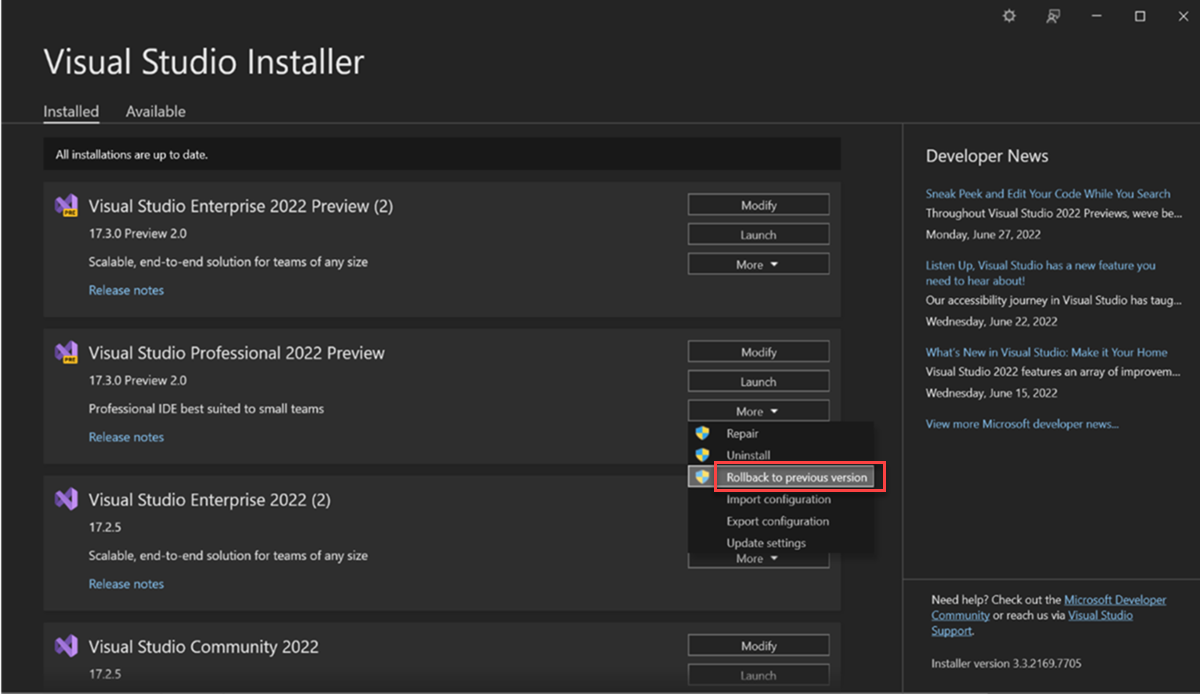 Visual Studio Installer
Installed Available
All installations are up to date.
Visual Studio Enterprise 2022 Preview (2)
17.3.0 Preview 2.0
Scalable, end-to-end solution for teams of any size
Release notes
Modify
Launch
More
Visual Studio Professional 2022 Preview
17.3.0 Preview 2.0
Professional IDE best suited to small teams
Release notes
Modify
Launch
More
Repair
Uninstall
Rollback to previous version
Import configuration
Export configuration
Update settings
Visual Studio Enterprise 2022 (2)
17.2.5
Scalable, end-to-end solution for teams of any size
Release notes
More
Visual Studio Community 2022
17.2.5
Modify
Launch
Developer News
Sneak Peek and Edit Your Code While You Search
Throughout Visual Studio 2022 Previews, weve be...
Monday, June 27, 2022
Listen Up, Visual Studio has a new feature you
need to hear about!
Our accessibility journey in Visual Studio has taug...
Wednesday, June 22, 2022
What's New in Visual Studio: Make it Your Home
Visual Studio 2022 features an array of improvem...
Wednesday, June 15, 2022
View more Microsoft developer news...
Need help? Check out the Microsoft Developer
Community or reach us via Visual Studio
Support.
Installer version 3.3.2169.7705